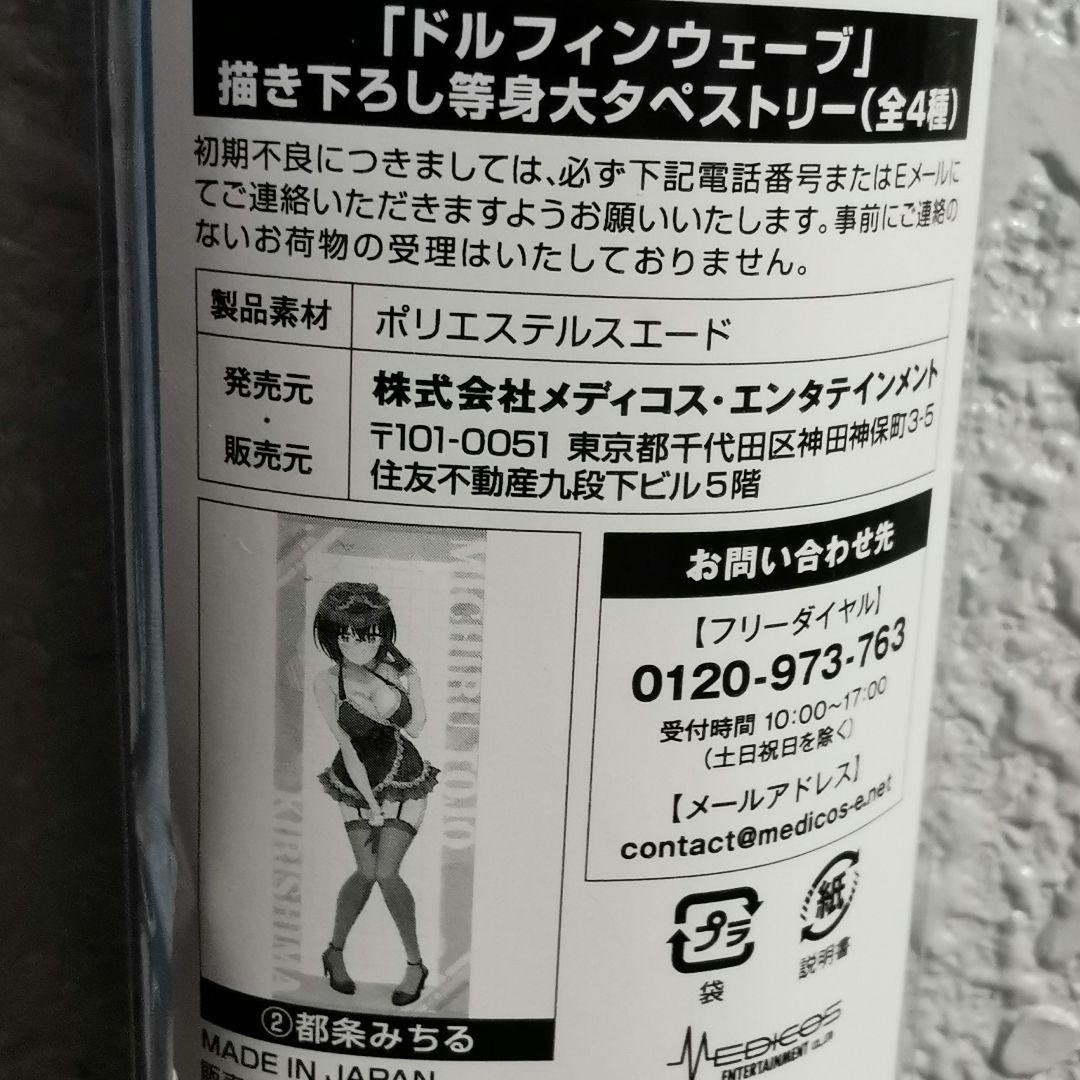 「ドルフィンウェーブ」
描き下ろし等身大タペストリー(全4種)
初期不良につきましては、必ず下記電話番号またはEメールに
てご連絡いただきますようお願いいたします。事前にご連絡の
ないお荷物の受理はいたしておりません。
製品素材
ポリエステルスエード
発売元
・
販売元
株式会社メディコス・エンタテインメント
〒101-0051 東京都千代田区神田神保町3-5
住友不動産九段下ビル5階
MICHIRU TOJO
KIRISHIMA
②都条みちる
お問い合わせ先
【フリーダイヤル】
0120-973-763
受付時間 10:00~17:00
(土日祝日を除く)
【メールアドレス】
contact@medicos-e.net
プラ
袋
紙
説明書
MEDICOS
ENTERTAINMENT CO.,LTD
MADE IN JAPAN